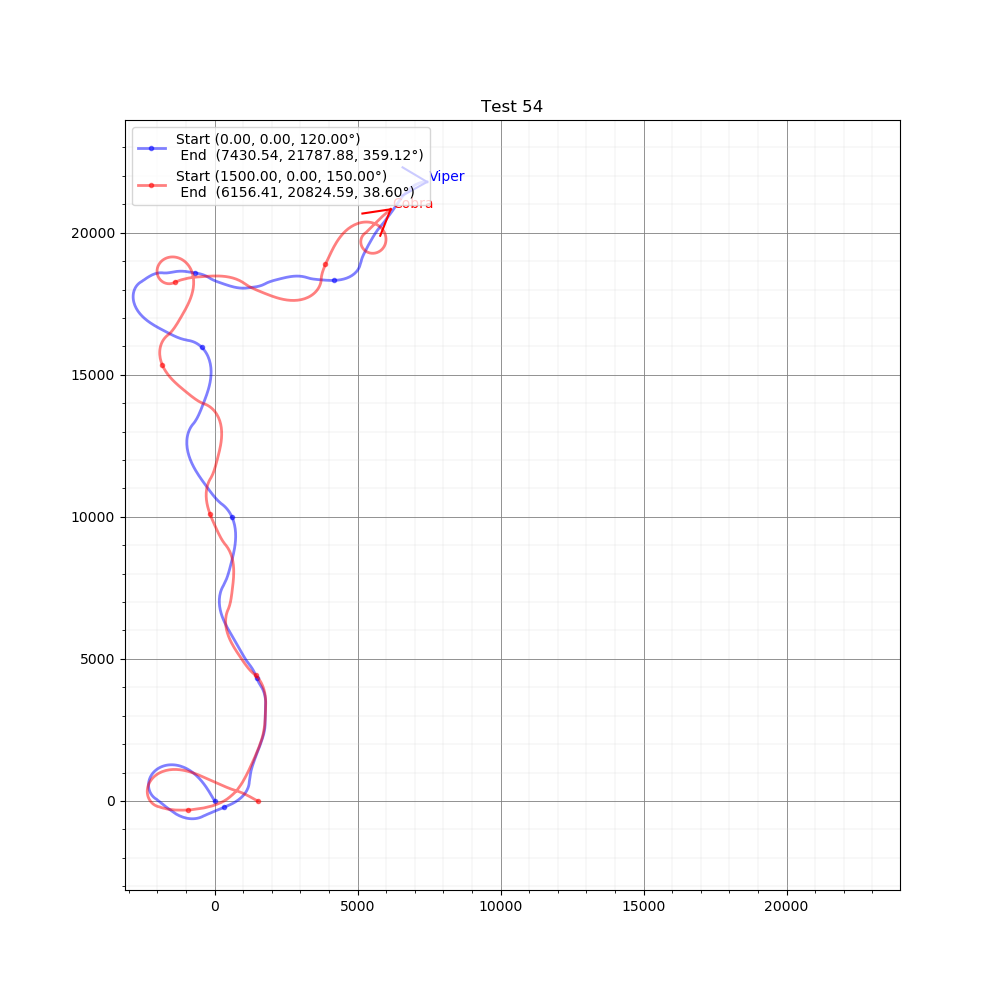 Test 54
Start (0.00, 0.00, 120.00°)
End (7430.54, 21787.88, 359.12°)
Start (1500.00, 0.00, 150.00°)
End (6156.41, 20824.59, 38.60°)
Viper
Cobra
20000
15000
10000
5000
0
0
5000
10000
15000
20000